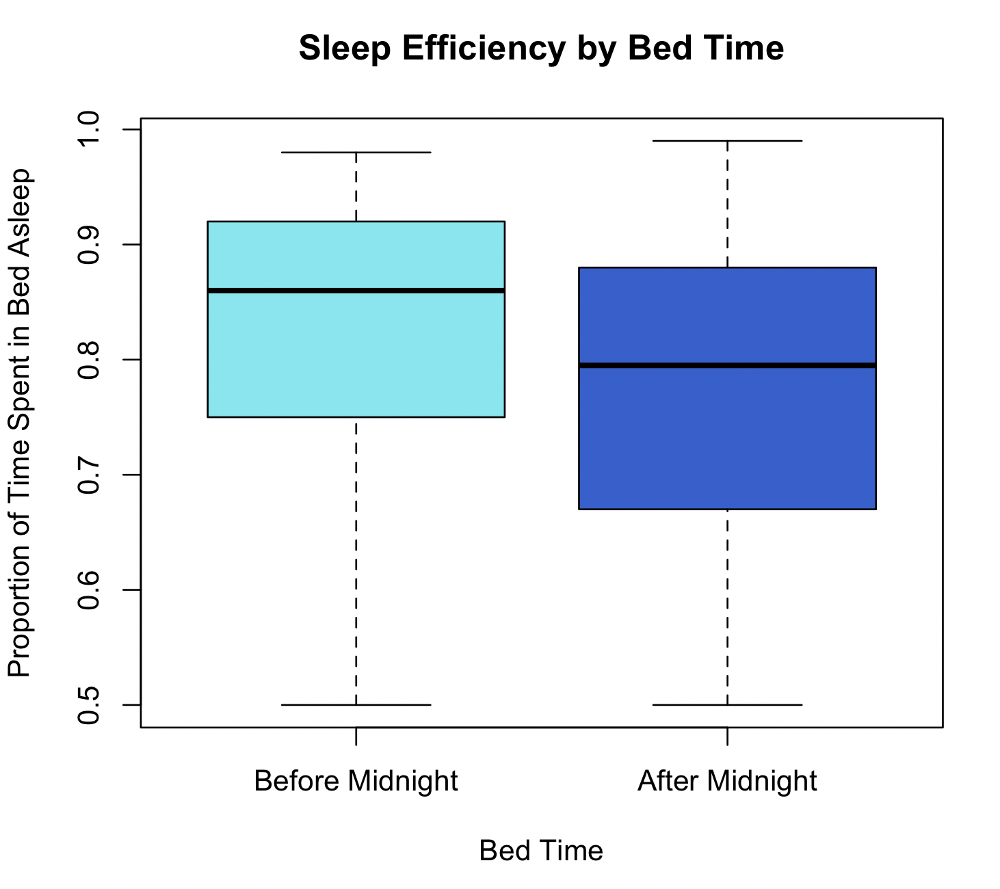 Sleep Efficiency by Bed Time
Proportion of Time Spent in Bed Asleep
1.0
0.9
0.8
0.7
0.6
0.5
Before Midnight
After Midnight
Bed Time